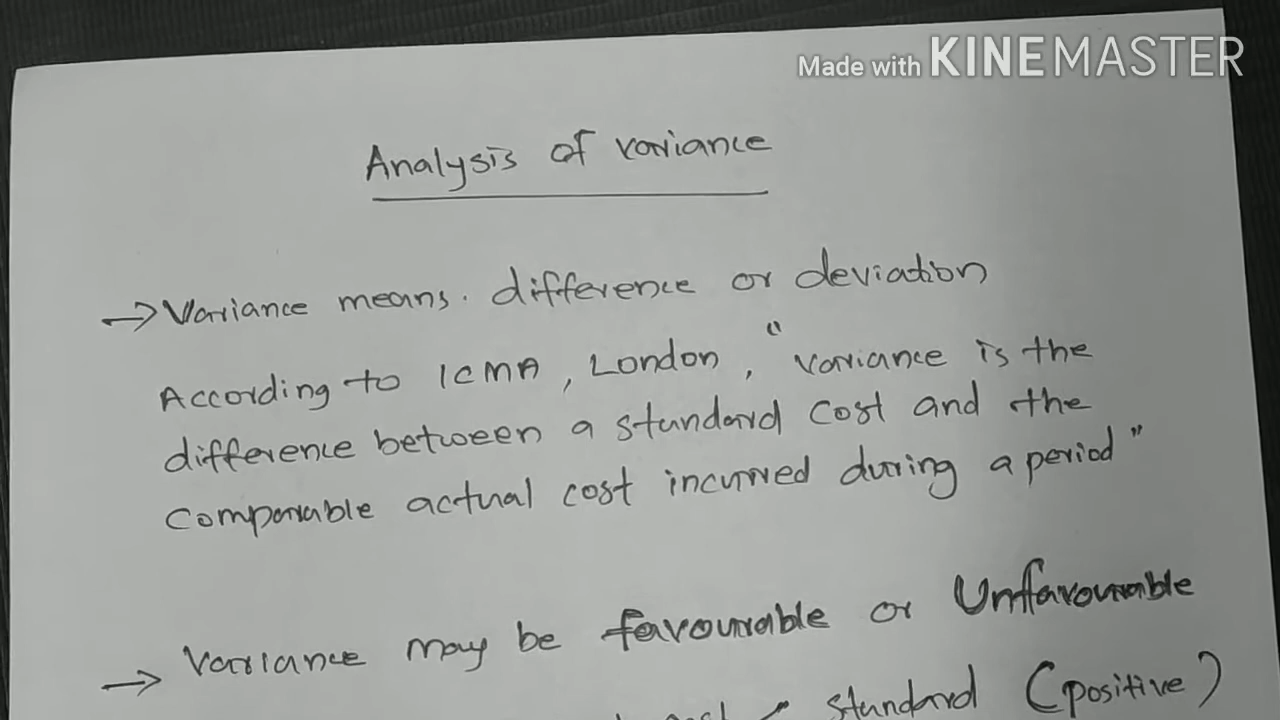 Made with KINEMASTER
Analysis of variance
→ Variance means. difference or deviation
According to ICMA, London, "variance is the
difference between a standard cost and the
comparable actual cost incurred during a period"
→ Variance may be favourable or Unfavourable
standard (positive)